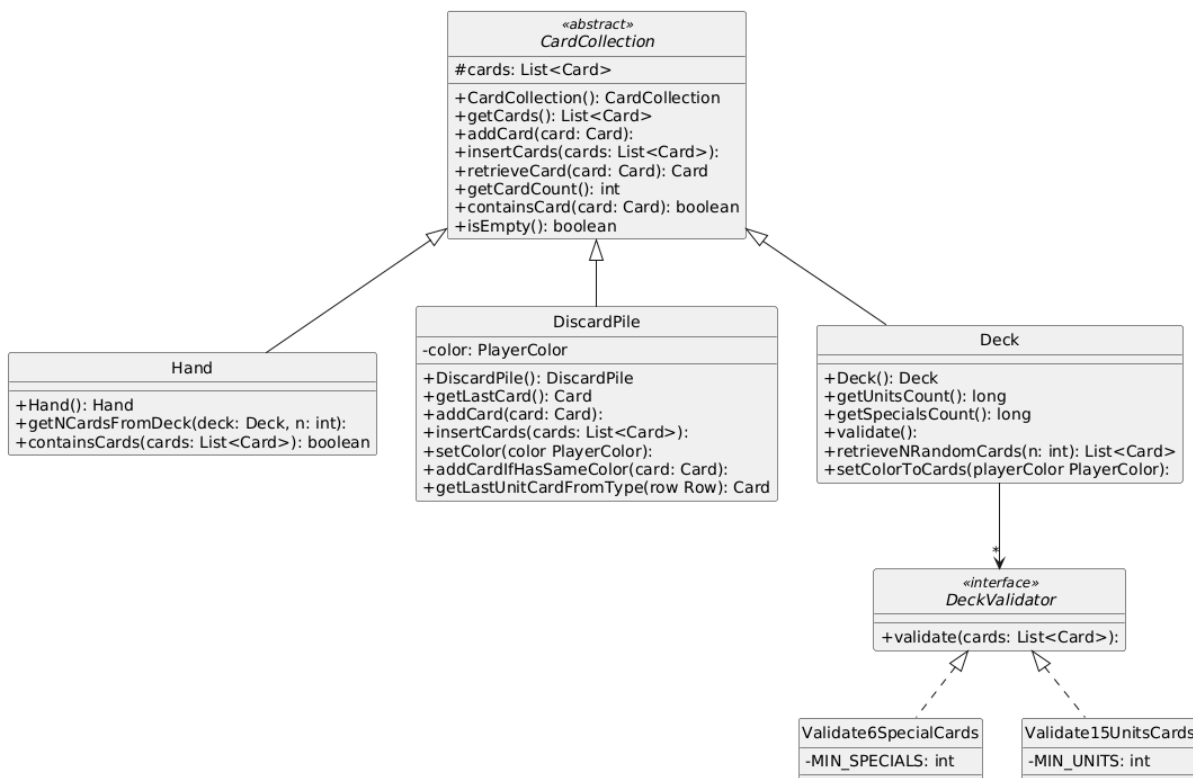 «abstract»
CardCollection
#cards: List<Card>
+CardCollection(): CardCollection
+getCards(): List<Card>
+addCard(card: Card):
+insertCards(cards: List<Card>):
+retrieveCard(card: Card): Card
+getCardCount(): int
+containsCard(card: Card): boolean
+isEmpty(): boolean
Hand
+Hand(): Hand
+getNCardsFromDeck(deck: Deck, n: int):
+containsCards(cards: List<Card>): boolean
DiscardPile
-color: PlayerColor
+DiscardPile(): DiscardPile
+getLastCard(): Card
+addCard(card: Card):
+insertCards(cards: List<Card>):
+setColor(color PlayerColor):
+addCardIfHasSameColor(card: Card):
+getLastUnitCardFromType(row Row): Card
Deck
+Deck(): Deck
+getUnitsCount(): long
+getSpecialsCount(): long
+validate():
+retrieveNRandomCards(n: int): List<Card>
+setColorToCards(playerColor PlayerColor):
*
«interface»
DeckValidator
+validate(cards: List<Card>):
Validate6SpecialCards
-MIN_SPECIALS: int
Validate15UnitsCards
-MIN_UNITS: int